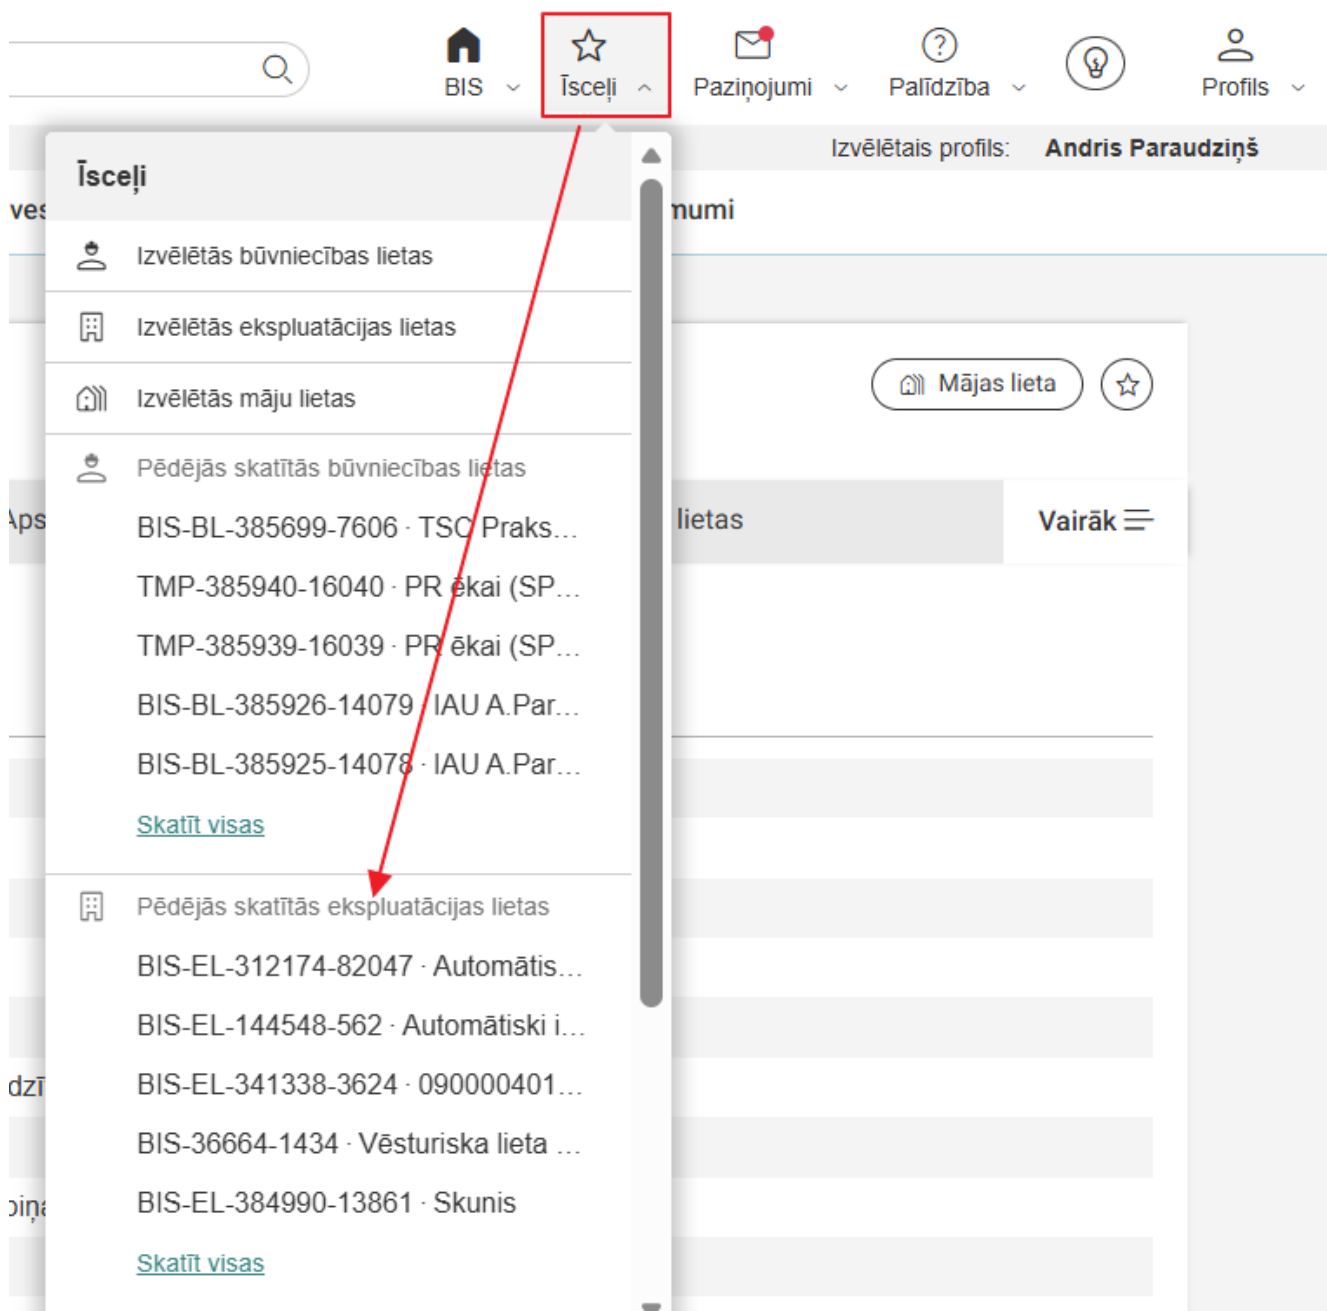 BIS
Īsceļi
Paziņojumi
Palīdzība
Profils
Izvēlētais profils: Andris Paraudziņš
Īsceļi
Izvēlētās būvniecības lietas
Izvēlētās ekspluatācijas lietas
Mājas lieta
Izvēlētās māju lietas
Pēdējās skatītās būvniecības lietas
BIS-BL-385699-7606 · TSC Praks...
lietas
Vairāk
TMP-385940-16040 · PR ēkai (SP...
TMP-385939-16039 · PR ēkai (SP...
BIS-BL-385926-14079 · IAU A.Par...
BIS-BL-385925-14078 · IAU A.Par...
Skatīt visas
Pēdējās skatītās ekspluatācijas lietas
BIS-EL-312174-82047 · Automātis...
BIS-EL-144548-562 · Automātiski i...
BIS-EL-341338-3624 · 090000401...
BIS-36664-1434 · Vēsturiska lieta ...
BIS-EL-384990-13861 · Skunis
Skatīt visas